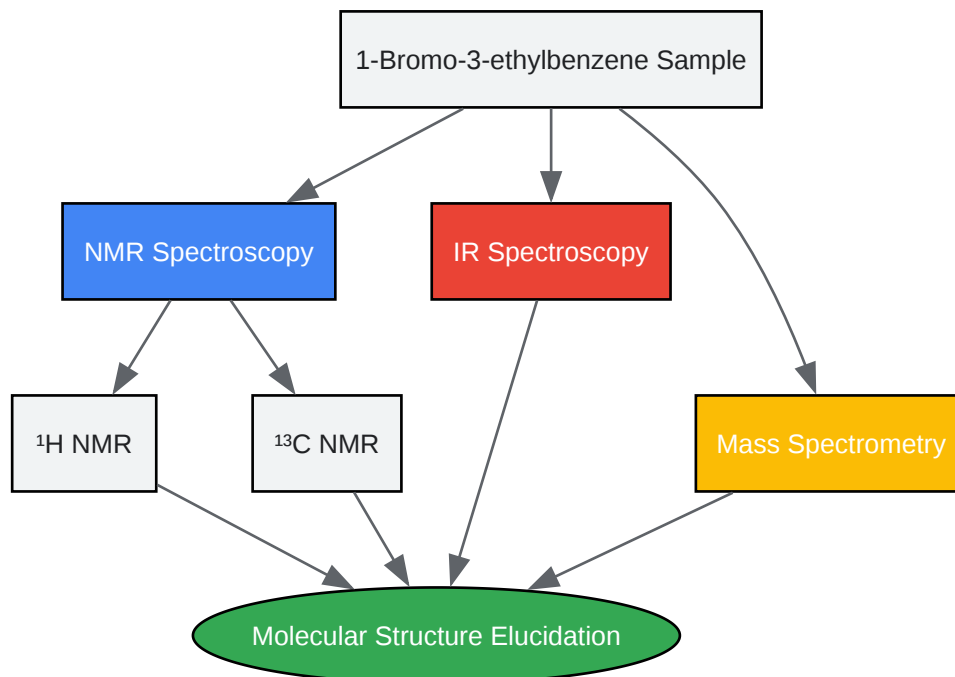 1-Bromo-3-ethylbenzene Sample
NMR Spectroscopy
IR Spectroscopy
¹H NMR
¹³C NMR
Mass Spectrometry
Molecular Structure Elucidation